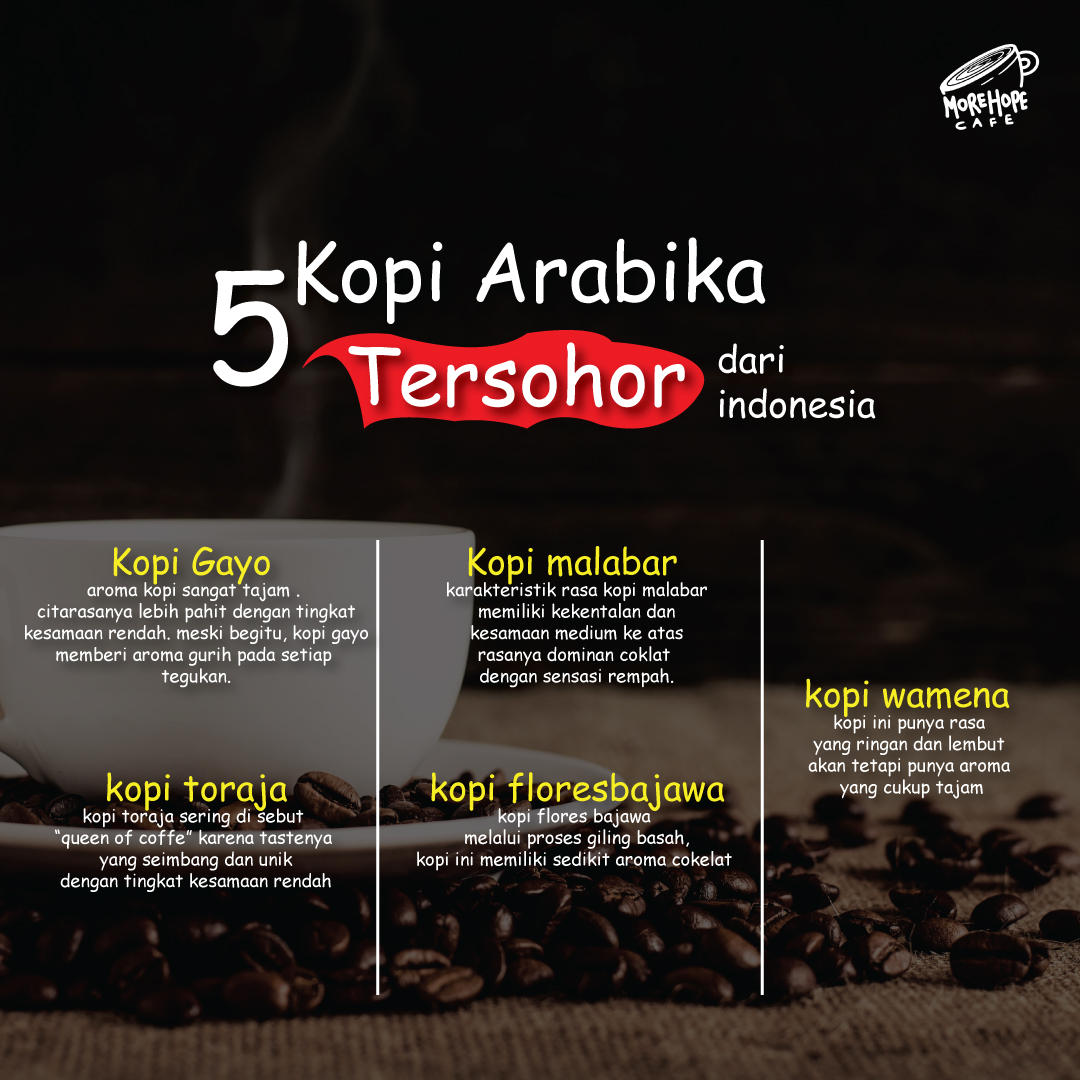 MOREHOPE
CAFE
5 Kopi Arabika
Tersohor
dari
indonesia
Kopi Gayo
aroma kopi sangat tajam .
citarasanya lebih pahit dengan tingkat
kesamaan rendah. meski begitu, kopi gayo
memberi aroma gurih pada setiap
tegukan.
kopi toraja
kopi toraja sering di sebut
“queen of coffe” karena tastenya
yang seimbang dan unik
dengan tingkat kesamaan rendah
Kopi malabar
karakteristik rasa kopi malabar
memiliki kekentalan dan
kesamaan medium ke atas
rasanya dominan coklat
dengan sensasi rempah.
kopi floresbajawa
kopi flores bajawa
melalui proses giling basah,
kopi ini memiliki sedikit aroma cokelat
kopi wamena
kopi ini punya rasa
yang ringan dan lembut
akan tetapi punya aroma
yang cukup tajam